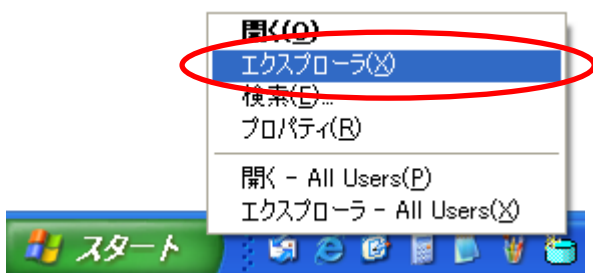 開く(O)
エクスプローラ(X)
検索(E)...
プロパティ(R)
開く - All Users(P)
エクスプローラ - All Users(X)
スタート